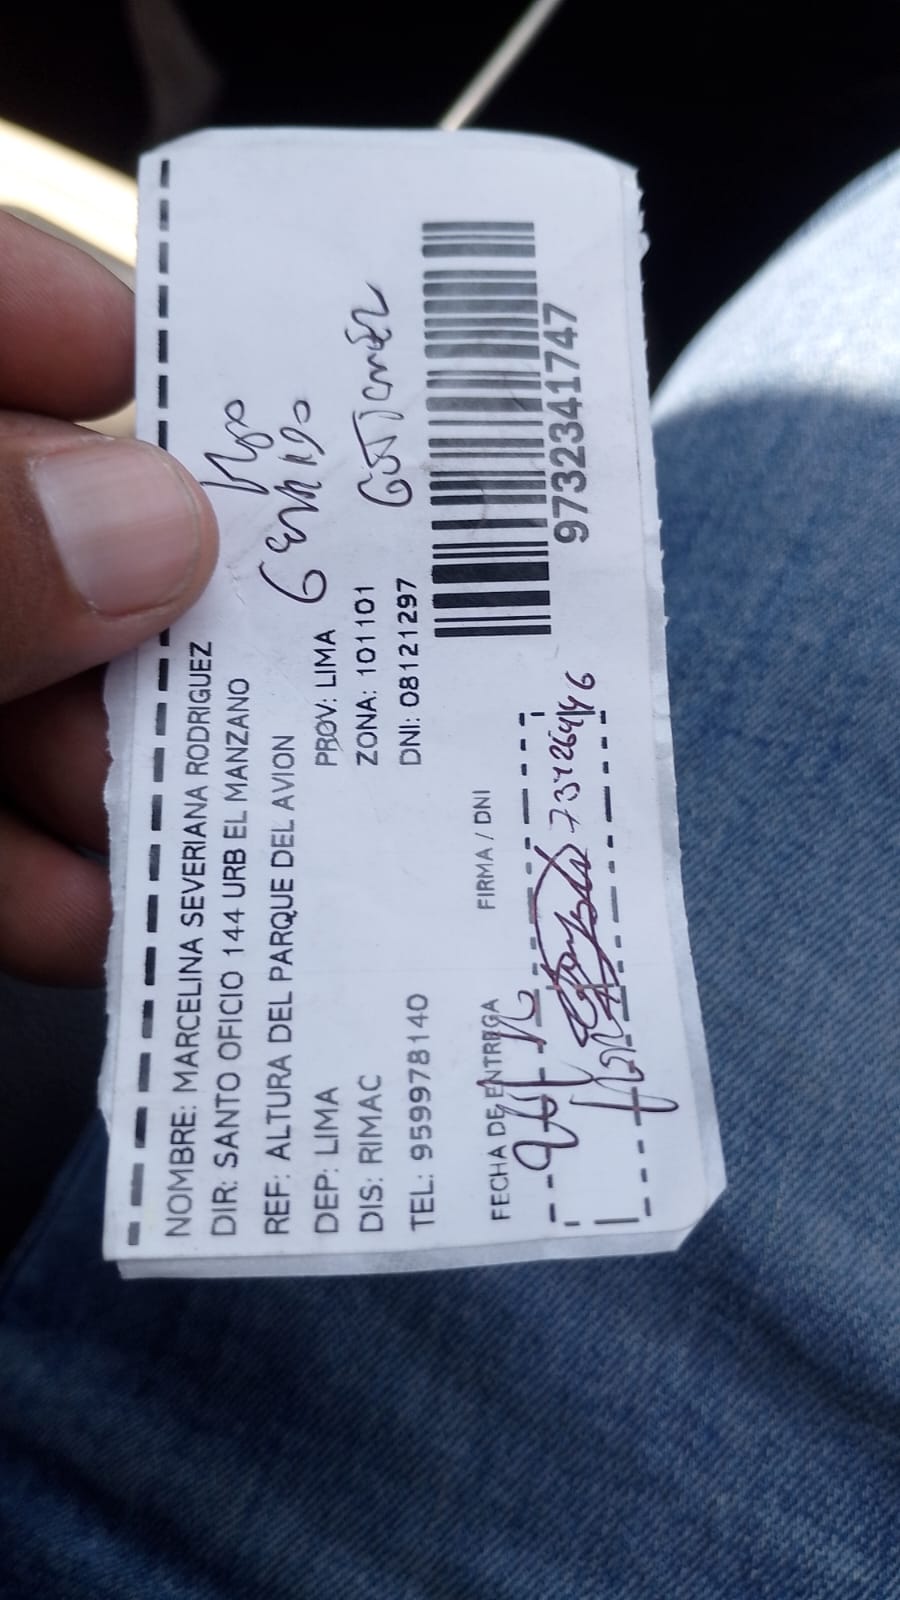 NOMBRE: MARCELINA SEVERIANA RODRIGUEZ
DIR: SANTO OFICIO 144 URB EL MANZANO
REF: ALTURA DEL PARQUE DEL AVION
DEP: LIMA PROV: LIMA
DIS: RIMAC ZONA: 101101
TEL: 959978140 DNI: 08121297
FECHA DE ENTREGA FIRMA / DNI
9732341747